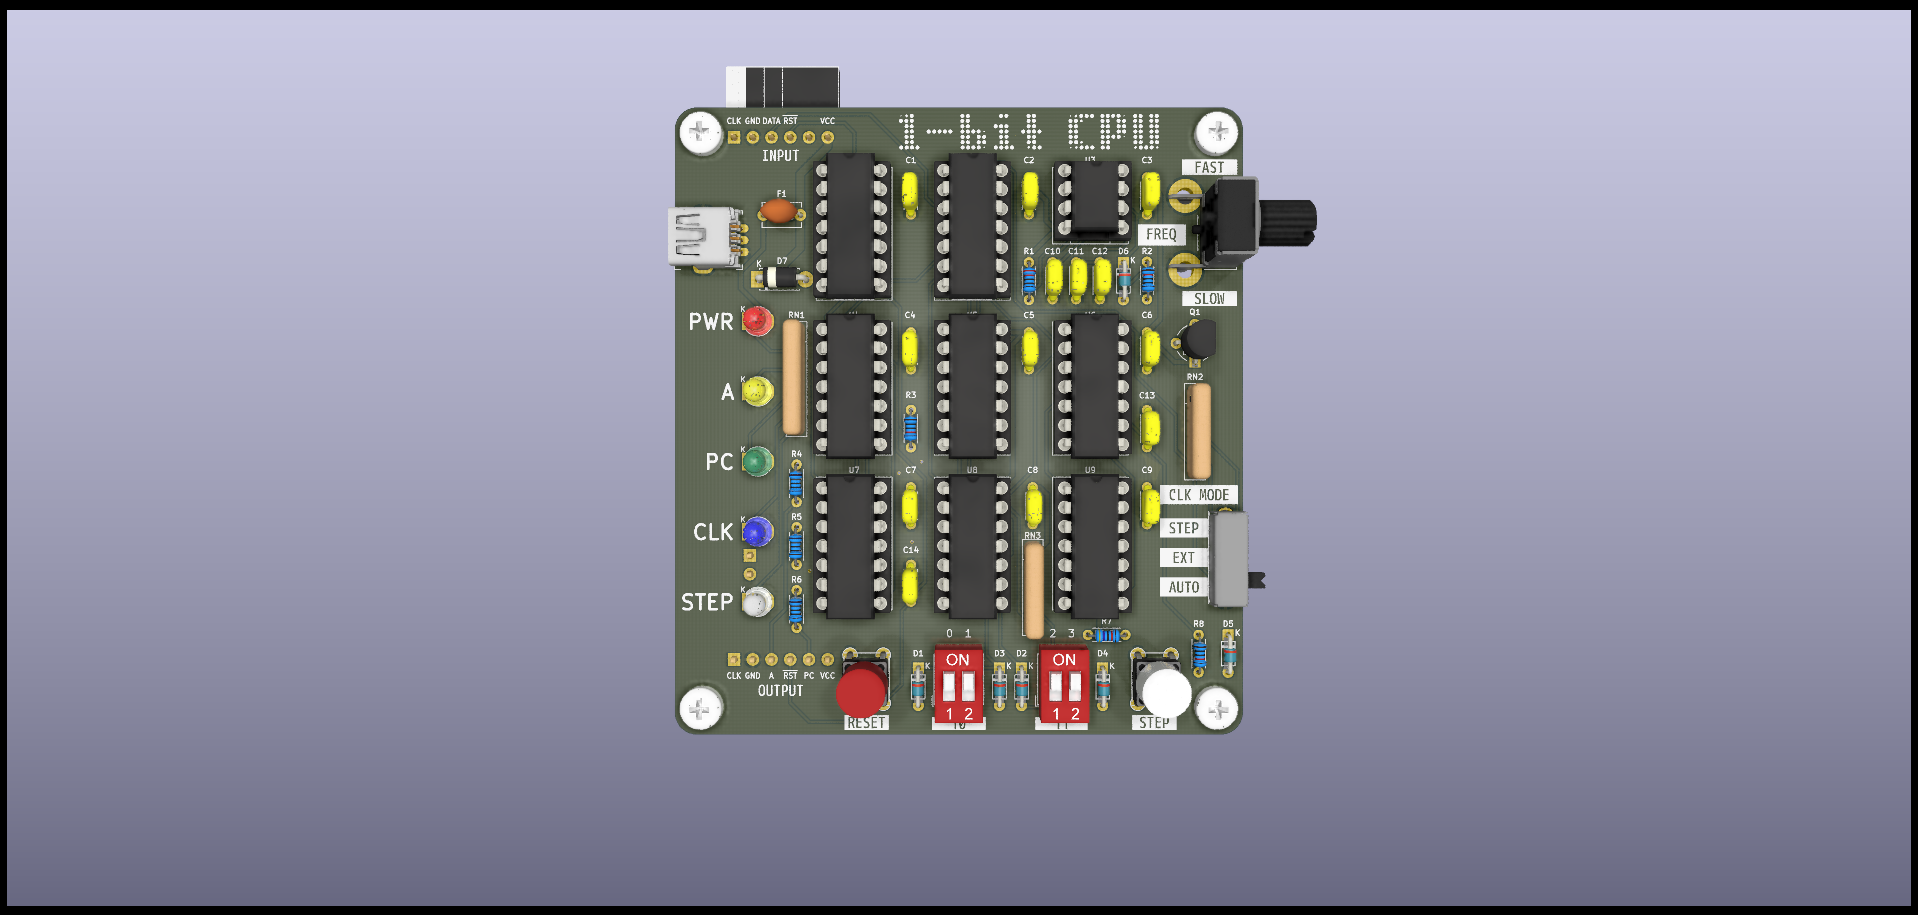 1-bit CPU
CLK GND DATA RST VCC
INPUT
C1
C2
C3
FAST
F1
FREQ
R1 C10 C11 C12 D6 K R2
K D7
SLOW
PWR K
RN1
C4
C5
C6
Q1
A K
R3
C13
RN2
PC K
R4
U7
C7
U8
C8
U9
C9
CLK MODE
CLK K
R5
STEP
RN3
C14
EXT
STEP K
R6
AUTO
R7
0 1
2 3
R8
D5 K
CLK GND A RST PC VCC
OUTPUT
D1 K
ON
1 2
D3 K
D2 K
ON
1 2
D4 K
RESET
STEP